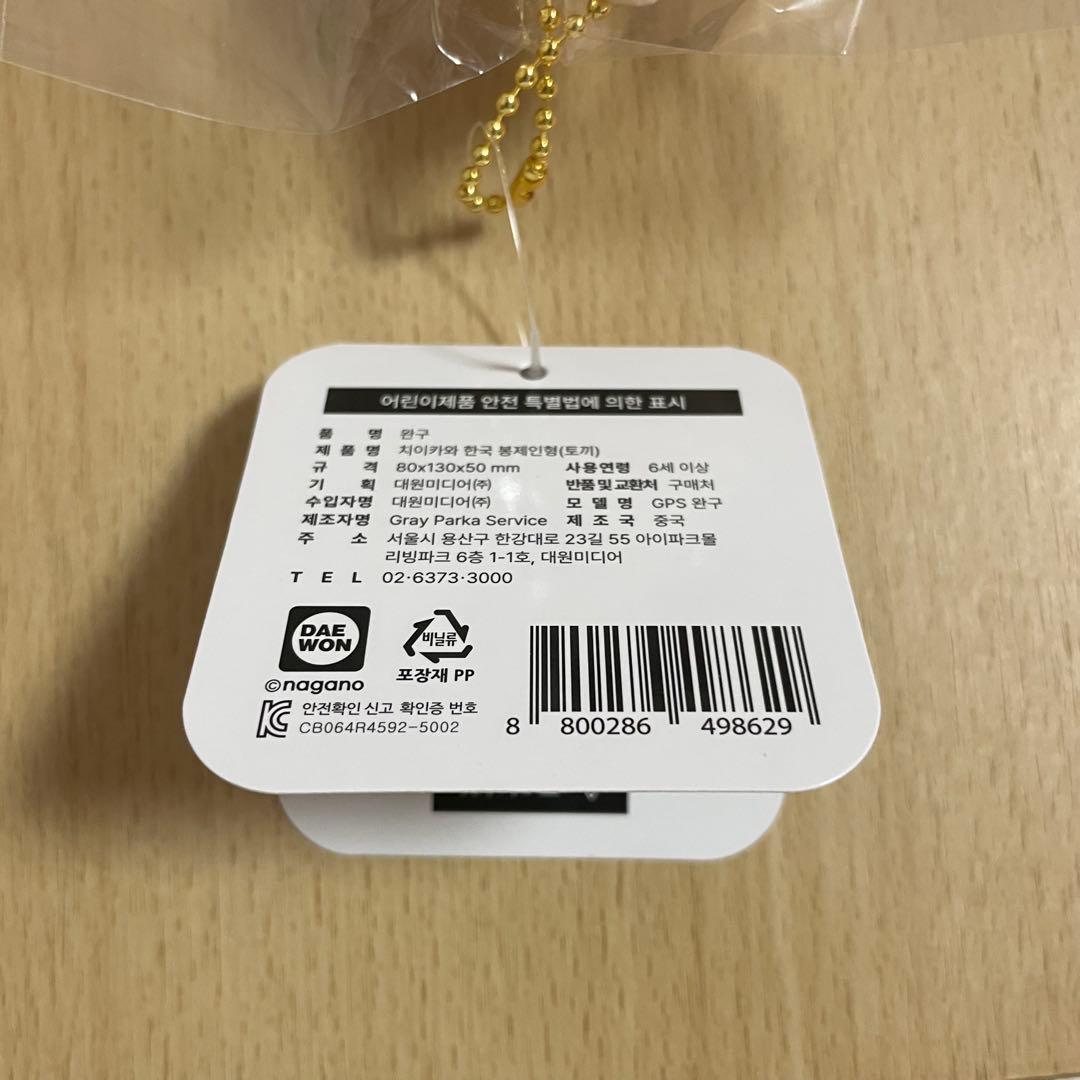 어린이제품 안전 특별법에 의한 표시
품 명 완구
제 품 명 치이카와 한국 봉제인형(토끼)
규 격 80x130x50 mm 사용연령 6세 이상
기 획 대원미디어㈜ 반품및교환처 구매처
수입자명 대원미디어㈜ 모 델 명 GPS 완구
제조자명 Gray Parka Service 제 조 국 중국
주 소 서울시 용산구 한강대로 23길 55 아이파크몰
리빙파크 6층 1-1호, 대원미디어
T E L 02·6373·3000
DAE
WON
©nagano
비닐류
포장재 PP
안전확인 신고 확인증 번호
CB064R4592-5002
8 800286 498629